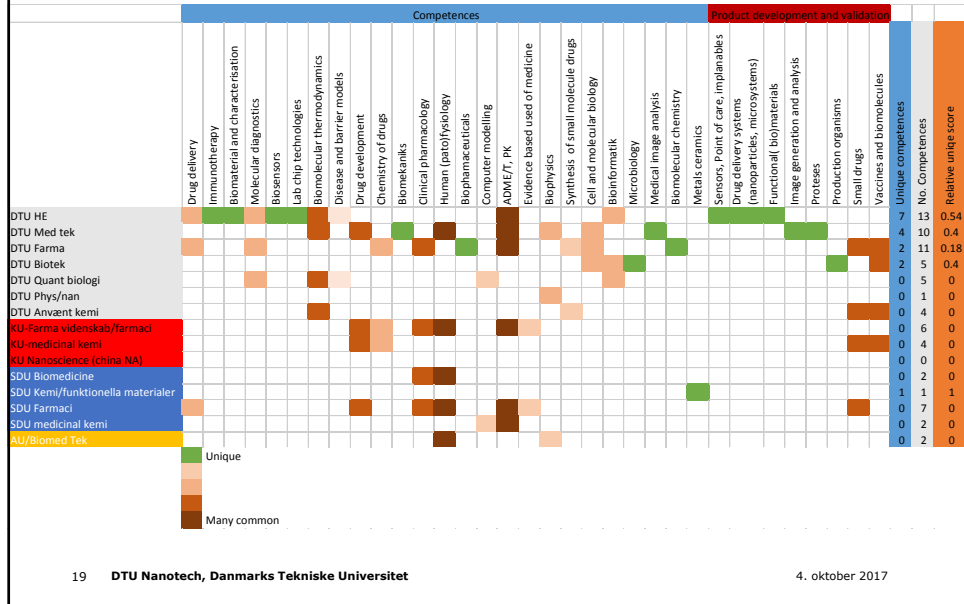 Competences Product development and validation
Drug delivery
Immunotherapy
Biomaterial and characterisation
Molecular diagnostics
Biosensors
Lab chip technologies
Biomolecular thermodynamics
Disease and barrier models
Drug development
Chemistry of drugs
Biomekaniks
Clinical pharmacology
Human (pato)fysiology
Biopharmaceuticals
Computer modelling
ADME/T, PK
Evidence based used of medicine
Biophysics
Synthesis of small molecule drugs
Cell and molecular biology
Bioinformatik
Microbiology
Medical image analysis
Biomolecular chemistry
Metals ceramics
Sensors, Point of care, implanables
Drug delivery systems
(nanoparticles, microsystems)
Functional( bio)materials
Image generation and analysis
Proteses
Production organisms
Small drugs
Vaccines and biomolecules
Unique competences
No. Competences
Relative uniqe score
DTU HE 7 13 0.54
DTU Med tek 4 10 0.4
DTU Farma 2 11 0.18
DTU Biotek 2 5 0.4
DTU Quant biologi 0 5 0
DTU Phys/nan 0 1 0
DTU Anvænt kemi 0 4 0
KU-Farma videnskab/farmaci 0 6 0
KU-medicinal kemi 0 4 0
KU Nanoscience (china NA) 0 0 0
SDU Biomedicine 0 2 0
SDU Kemi/funktionella materialer 1 1 1
SDU Farmaci 0 7 0
SDU medicinal kemi 0 2 0
AU/Biomed Tek 0 2 0
Unique
Many common
19 DTU Nanotech, Danmarks Tekniske Universitet 4. oktober 2017